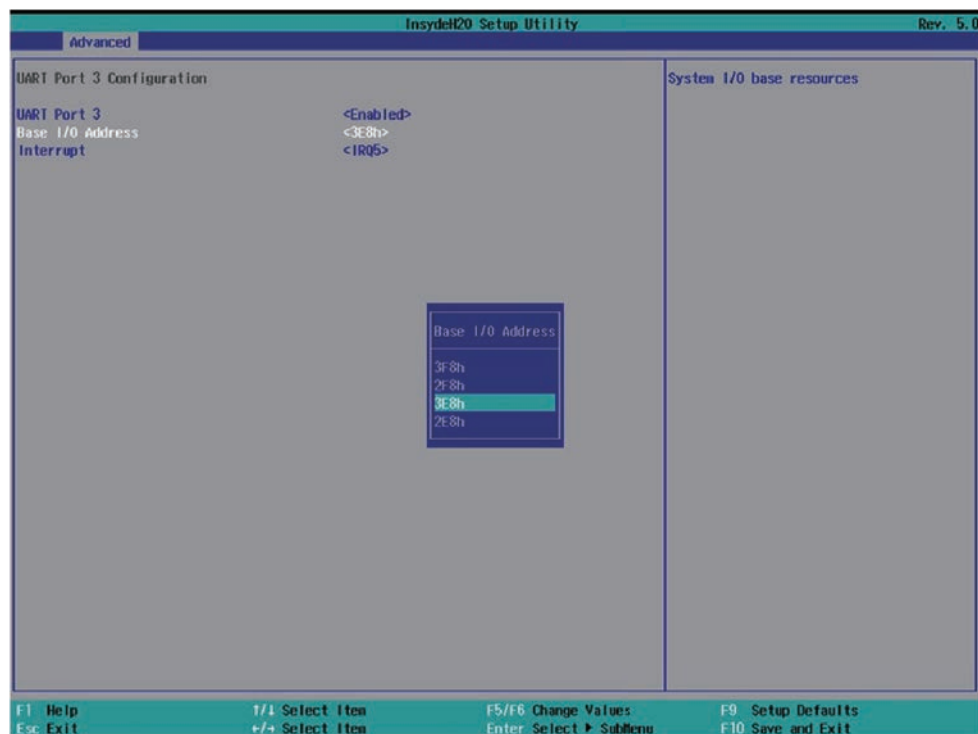 InsydeH20 Setup Utility Rev. 5.0
Advanced
UART Port 3 Configuration
System I/O base resources
UART Port 3 <Enabled>
Base I/O Address <3E8h>
Interrupt <IRQ5>
Base I/O Address
3F8h
2F8h
3E8h
2E8h
F1 Help ↑/↓ Select Item F5/F6 Change Values F9 Setup Defaults
Esc Exit ←/→ Select Item Enter Select ▶ SubMenu F10 Save and Exit